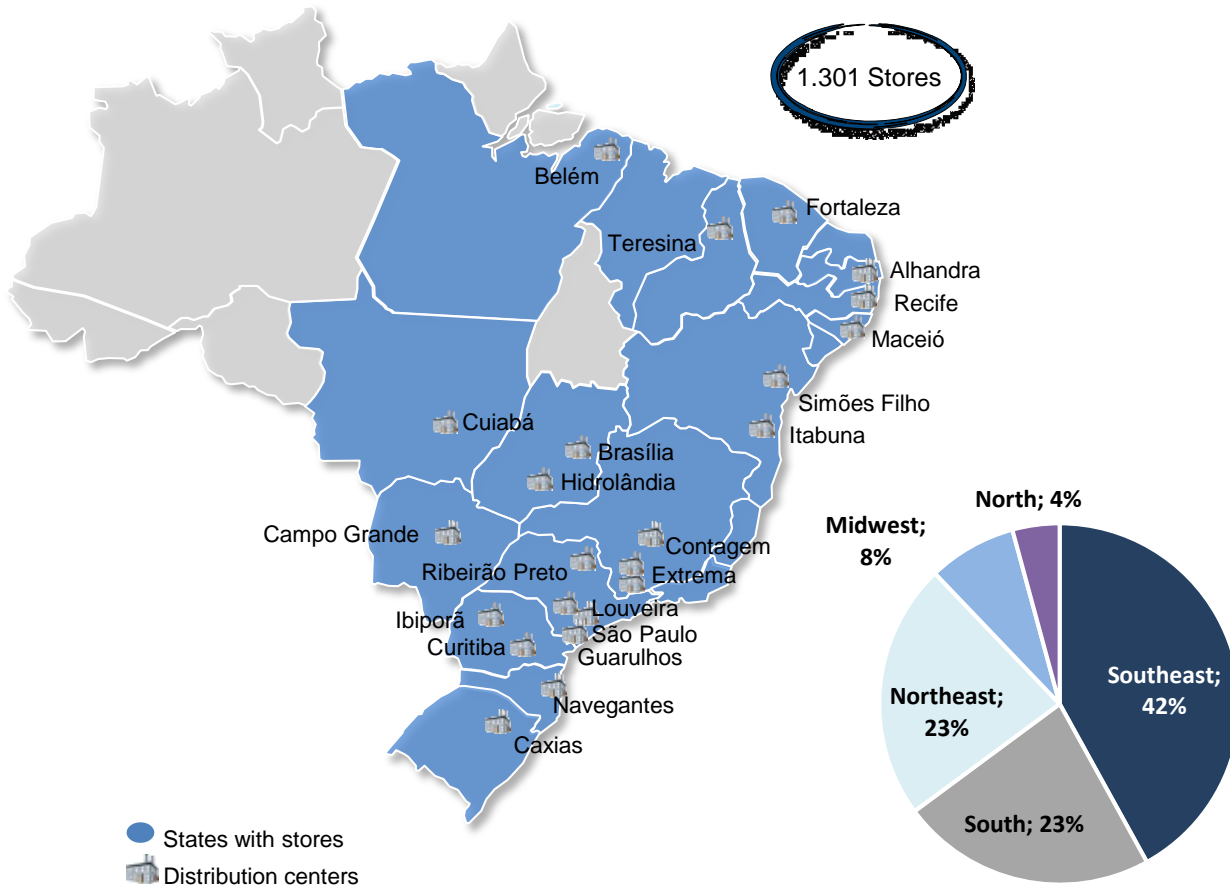 1.301 Stores
Belém
Fortaleza
Teresina
Alhandra
Recife
Maceió
Simões Filho
Cuiabá
Itabuna
Brasília
Hidrolândia
Campo Grande
Contagem
Ribeirão Preto
Extrema
Louveira
Ibiporã
São Paulo
Curitiba
Guarulhos
Navegantes
Caxias
North; 4%
Midwest;
8%
Southeast;
42%
Northeast;
23%
South; 23%
States with stores
Distribution centers